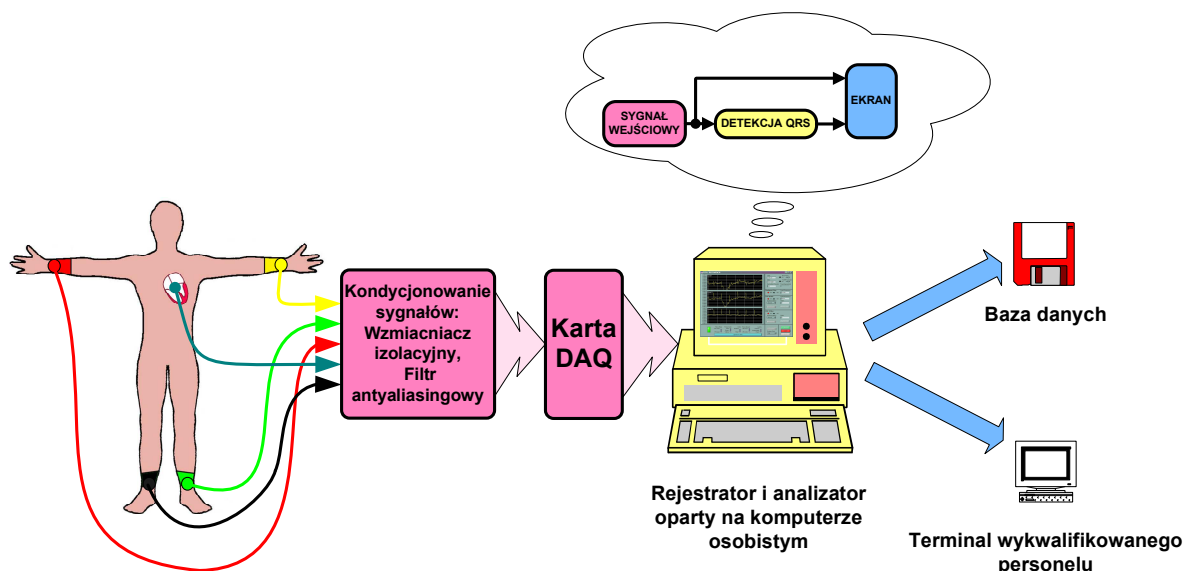 SYGNAŁ
WEJŚCIOWY
DETEKCJA QRS
EKRAN
Kondycjonowanie
sygnałów:
Wzmacniacz
izolacyjny,
Filtr
antyaliasingowy
Karta
DAQ
Rejestrator i analizator
oparty na komputerze
osobistym
Baza danych
Terminal wykwalifikowanego
personelu